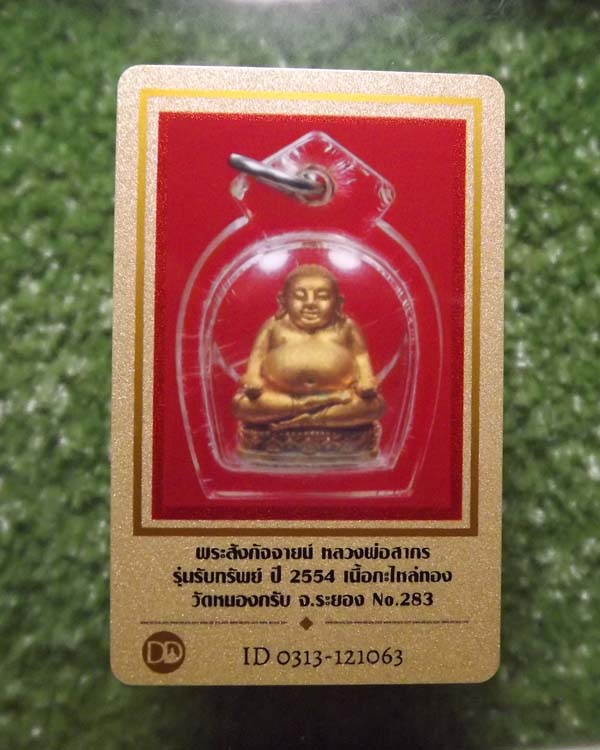 พระสังกัจจายน์ หลวงพ่อสากร
รุ่นรับทรัพย์ ปี 2554 เนื้อกะไหล่ทอง
วัดหนองกรับ จ.ระยอง No.283
DD
ID 0313-121063